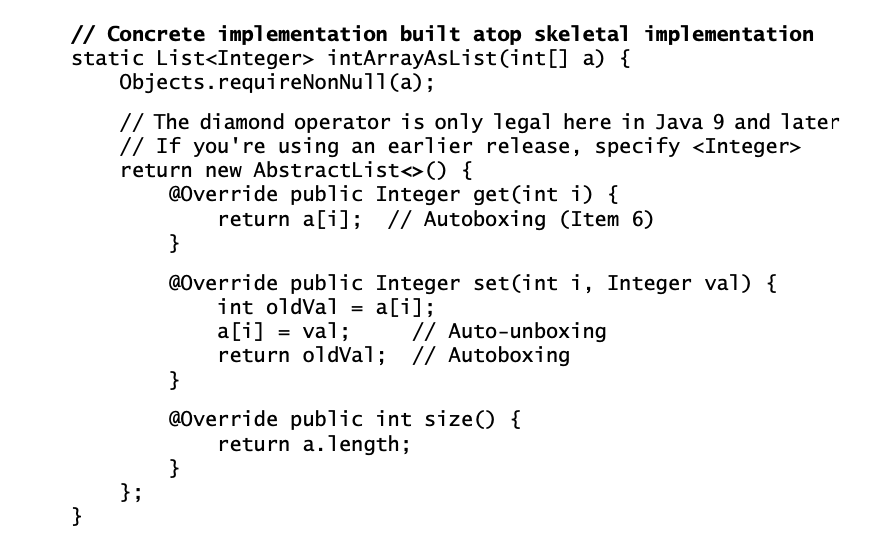 // Concrete implementation built atop skeletal implementation
static List<Integer> intArrayAsList(int[] a) {
    Objects.requireNonNull(a);
    // The diamond operator is only legal here in Java 9 and later
    // If you're using an earlier release, specify <Integer>
    return new AbstractList<>() {
        @Override public Integer get(int i) {
            return a[i];  // Autoboxing (Item 6)
        }
        @Override public Integer set(int i, Integer val) {
            int oldVal = a[i];
            a[i] = val;     // Auto-unboxing
            return oldVal;  // Autoboxing
        }
        @Override public int size() {
            return a.length;
        }
    };
}